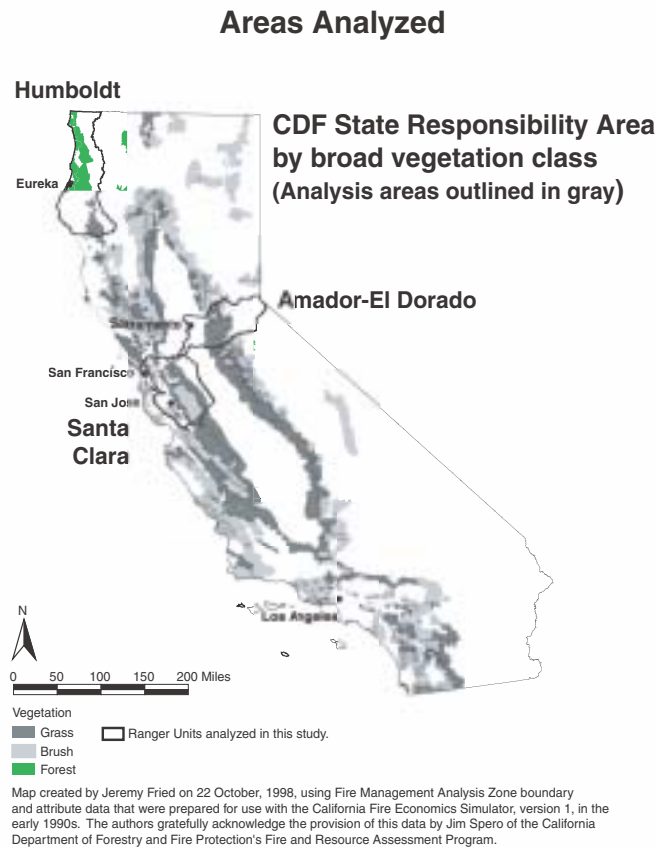 Areas Analyzed
Humboldt
CDF State Responsibility Area
by broad vegetation class
(Analysis areas outlined in gray)
Eureka
Amador-El Dorado
San Francisco
San Jose
Santa
Clara
Los Angeles
N
0 50 100 150 200 Miles
Vegetation
Grass
Ranger Units analyzed in this study.
Brush
Forest
Map created by Jeremy Fried on 22 October, 1998, using Fire Management Analysis Zone boundary
and attribute data that were prepared for use with the California Fire Economics Simulator, version 1, in the
early 1990s. The authors gratefully acknowledge the provision of this data by Jim Spero of the California
Department of Forestry and Fire Protection's Fire and Resource Assessment Program.